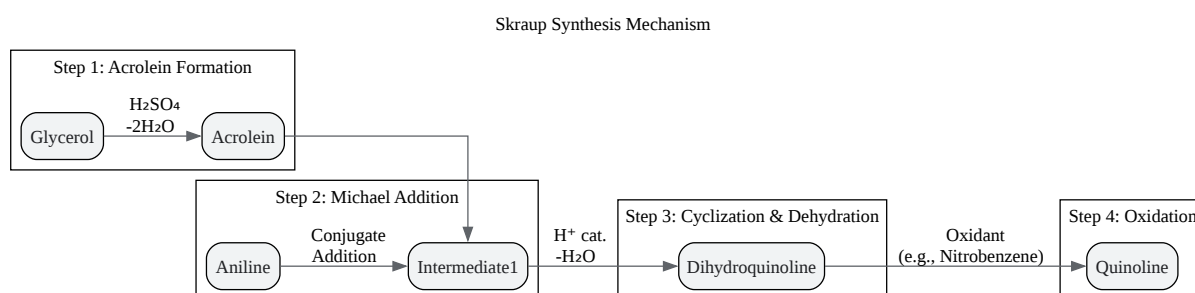 Skraup Synthesis Mechanism
Step 1: Acrolein Formation
H₂SO₄
-2H₂O
Glycerol
Acrolein
Step 2: Michael Addition
Conjugate
Addition
Aniline
Intermediate1
H⁺ cat.
-H₂O
Step 3: Cyclization & Dehydration
Dihydroquinoline
Oxidant
(e.g., Nitrobenzene)
Step 4: Oxidation
Quinoline